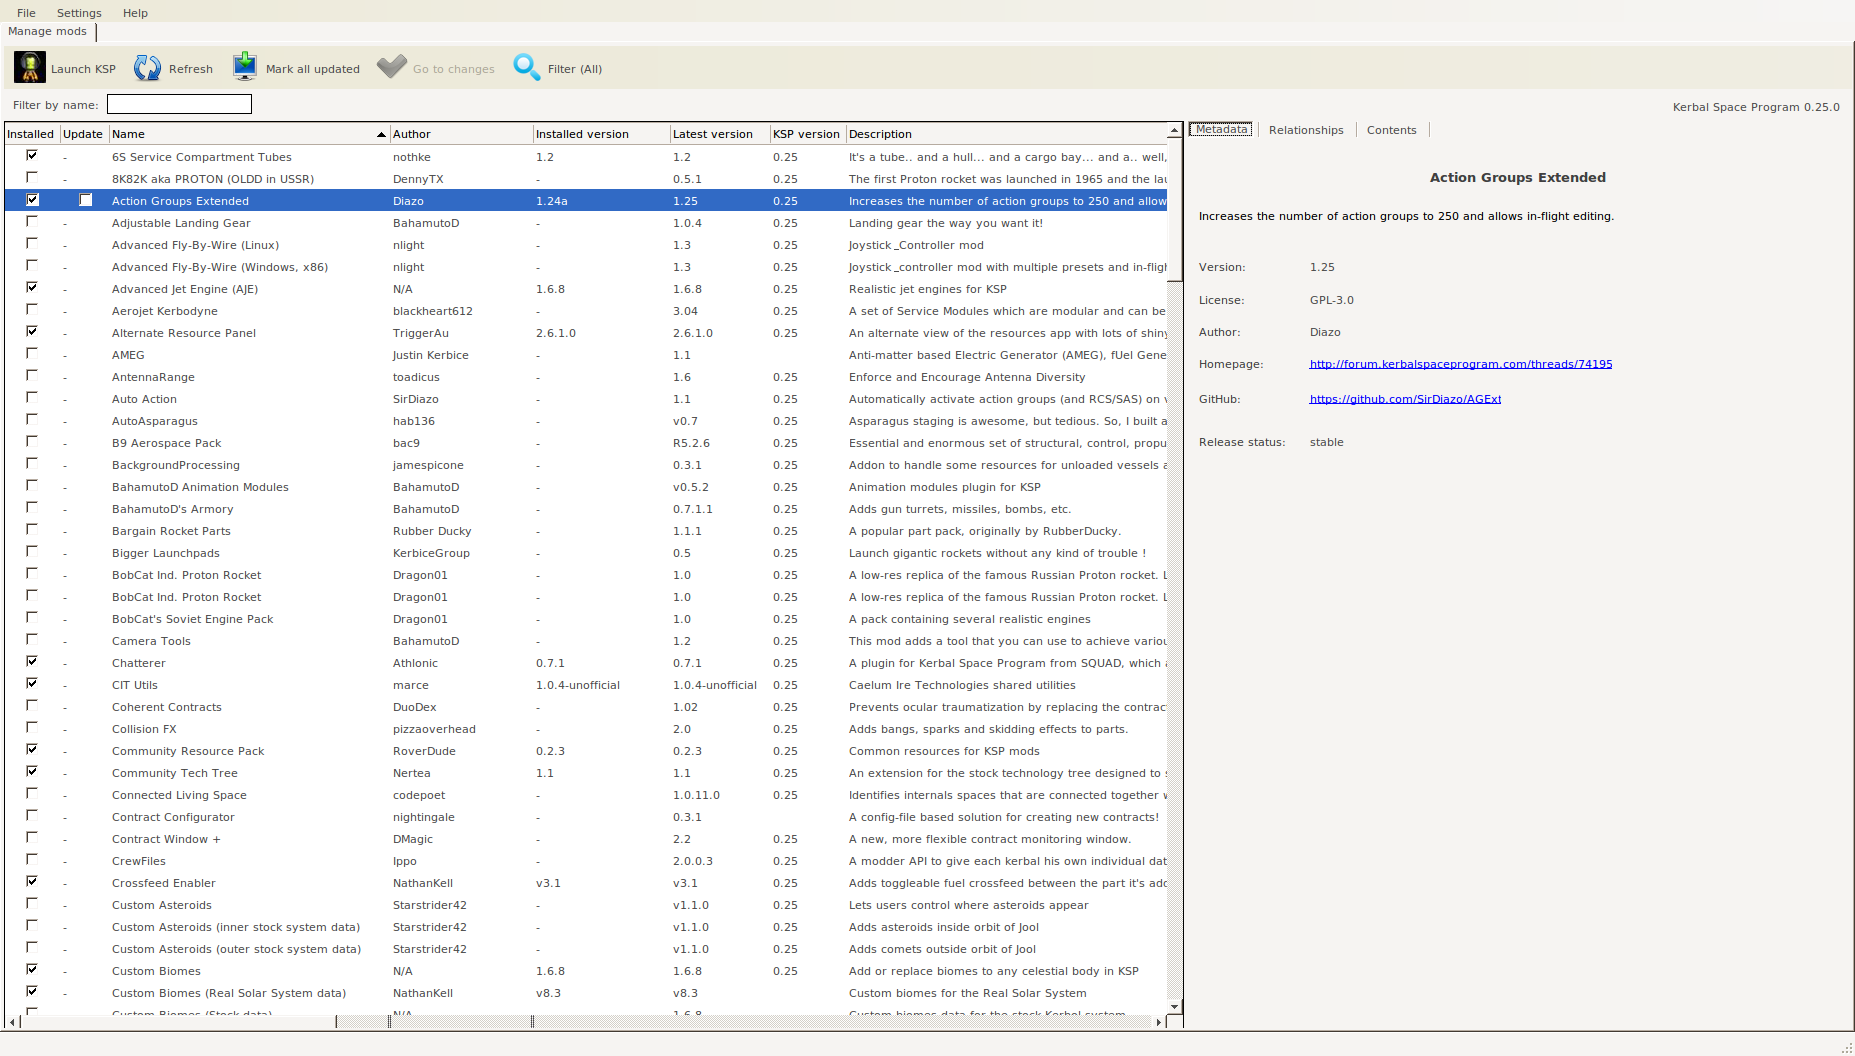 File Settings Help
Manage mods
Launch KSP Refresh Mark all updated Go to changes Filter (All)
Filter by name:
Kerbal Space Program 0.25.0
Installed Update Name Author Installed version Latest version KSP version Description
6S Service Compartment Tubes nothke 1.2 1.2 0.25 It's a tube.. and a hull... and a cargo bay... and a.. well,
- 8K82K aka PROTON (OLDD in USSR) DennyTX - 0.5.1 0.25 The first Proton rocket was launched in 1965 and the
Action Groups Extended Diazo 1.24a 1.25 0.25 Increases the number of action groups to 250 and allow
- Adjustable Landing Gear BahamutoD - 1.0.4 0.25 Landing gear the way you want it!
- Advanced Fly-By-Wire (Linux) nlight - 1.3 0.25 Joystick_Controller mod
- Advanced Fly-By-Wire (Windows, x86) nlight - 1.3 0.25 Joystick_controller mod with multiple presets and in-fligh
- Advanced Jet Engine (AJE) N/A 1.6.8 1.6.8 0.25 Realistic jet engines for KSP
- Aerojet Kerbodyne blackheart612 - 3.04 0.25 A set of Service Modules which are modular and can be
- Alternate Resource Panel TriggerAu 2.6.1.0 2.6.1.0 0.25 An alternate view of the resources app with lots of shiny
- AMEG Justin Kerbice - 1.1 Anti-matter based Electric Generator (AMEG), fUel Gene
- AntennaRange toadicus - 1.6 0.25 Enforce and Encourage Antenna Diversity
- Auto Action SirDiazo - 1.1 0.25 Automatically activate action groups (and RCS/SAS) on
- AutoAsparagus hab136 - v0.7 0.25 Asparagus staging is awesome, but tedious. So, I built a
- B9 Aerospace Pack bac9 - R5.2.6 0.25 Essential and enormous set of structural, control, propu
- BackgroundProcessing jamespicone - 0.3.1 0.25 Addon to handle some resources for unloaded vessels
- BahamutoD Animation Modules BahamutoD - v0.5.2 0.25 Animation modules plugin for KSP
- BahamutoD's Armory BahamutoD - 0.7.1.1 0.25 Adds gun turrets, missiles, bombs, etc.
- Bargain Rocket Parts Rubber Ducky - 1.1.1 0.25 A popular part pack, originally by RubberDucky.
- Bigger Launchpads KerbiceGroup - 0.5 0.25 Launch gigantic rockets without any kind of trouble !
- BobCat Ind. Proton Rocket Dragon01 - 1.0 0.25 A low-res replica of the famous Russian Proton rocket.
- BobCat Ind. Proton Rocket Dragon01 - 1.0 0.25 A low-res replica of the famous Russian Proton rocket.
- BobCat's Soviet Engine Pack Dragon01 - 1.0 0.25 A pack containing several realistic engines
- Camera Tools BahamutoD - 1.2 0.25 This mod adds a tool that you can use to achieve variou
- Chatterer Athlonic 0.7.1 0.7.1 0.25 A plugin for Kerbal Space Program from SQUAD, which
- CIT Utils marce 1.0.4-unofficial 1.0.4-unofficial 0.25 Caelum Ire Technologies shared utilities
- Coherent Contracts DuoDex - 1.02 0.25 Prevents ocular traumatization by replacing the contrac
- Collision FX pizzaoverhead - 2.0 0.25 Adds bangs, sparks and skidding effects to parts.
- Community Resource Pack RoverDude 0.2.3 0.2.3 0.25 Common resources for KSP mods
- Community Tech Tree Nertea 1.1 1.1 0.25 An extension for the stock technology tree designed to
- Connected Living Space codepoet - 1.0.11.0 0.25 Identifies internals spaces that are connected together
- Contract Configurator nightingale - 0.3.1 A config-file based solution for creating new contracts!
- Contract Window + DMagic - 2.2 0.25 A new, more flexible contract monitoring window.
- CrewFiles Ippo - 2.0.0.3 0.25 A modder API to give each kerbal his own individual dat
- Crossfeed Enabler NathanKell v3.1 v3.1 0.25 Adds toggleable fuel crossfeed between the part it's
- Custom Asteroids Starstrider42 - v1.1.0 0.25 Lets users control where asteroids appear
- Custom Asteroids (inner stock system data) Starstrider42 - v1.1.0 0.25 Adds asteroids inside orbit of Jool
- Custom Asteroids (outer stock system data) Starstrider42 - v1.1.0 0.25 Adds comets outside orbit of Jool
- Custom Biomes N/A 1.6.8 1.6.8 0.25 Add or replace biomes to any celestial body in KSP
- Custom Biomes (Real Solar System data) NathanKell v8.3 v8.3 Custom biomes for the Real Solar System
Custom Biomes (Stock data) N/A 1.6.8 Custom biomes data for the stock Kerbol system
Metadata Relationships Contents
Action Groups Extended
Increases the number of action groups to 250 and allows in-flight editing.
Version: 1.25
License: GPL-3.0
Author: Diazo
Homepage: http://forum.kerbalspaceprogram.com/threads/74195
GitHub: https://github.com/SirDiazo/AGExt
Release status: stable